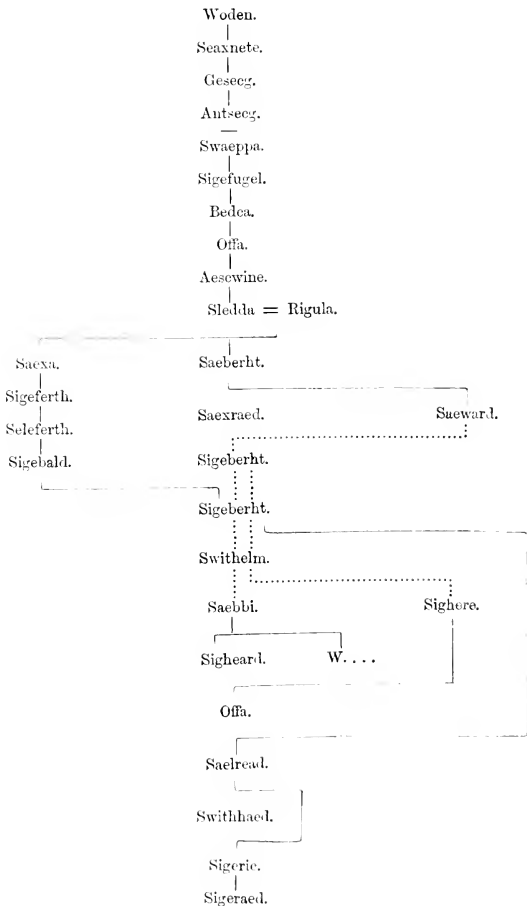 Woden.
Seaxnete.
Gesecg.
Antsecg.
Swaeppa.
Sigefugel.
Bedca.
Offa.
Aescwine.
Sledda = Rigula.
Saexa. Saeberht.
Sigeferth.
Seleferth. Saexraed. Saeward.
Sigebald. Sigeberht.
Sigeberht.
Swithelm.
Saebbi. Sighere.
Sigheard. W....
Offa.
Saelread.
Swithhaed.
Sigeric.
Sigeraed.